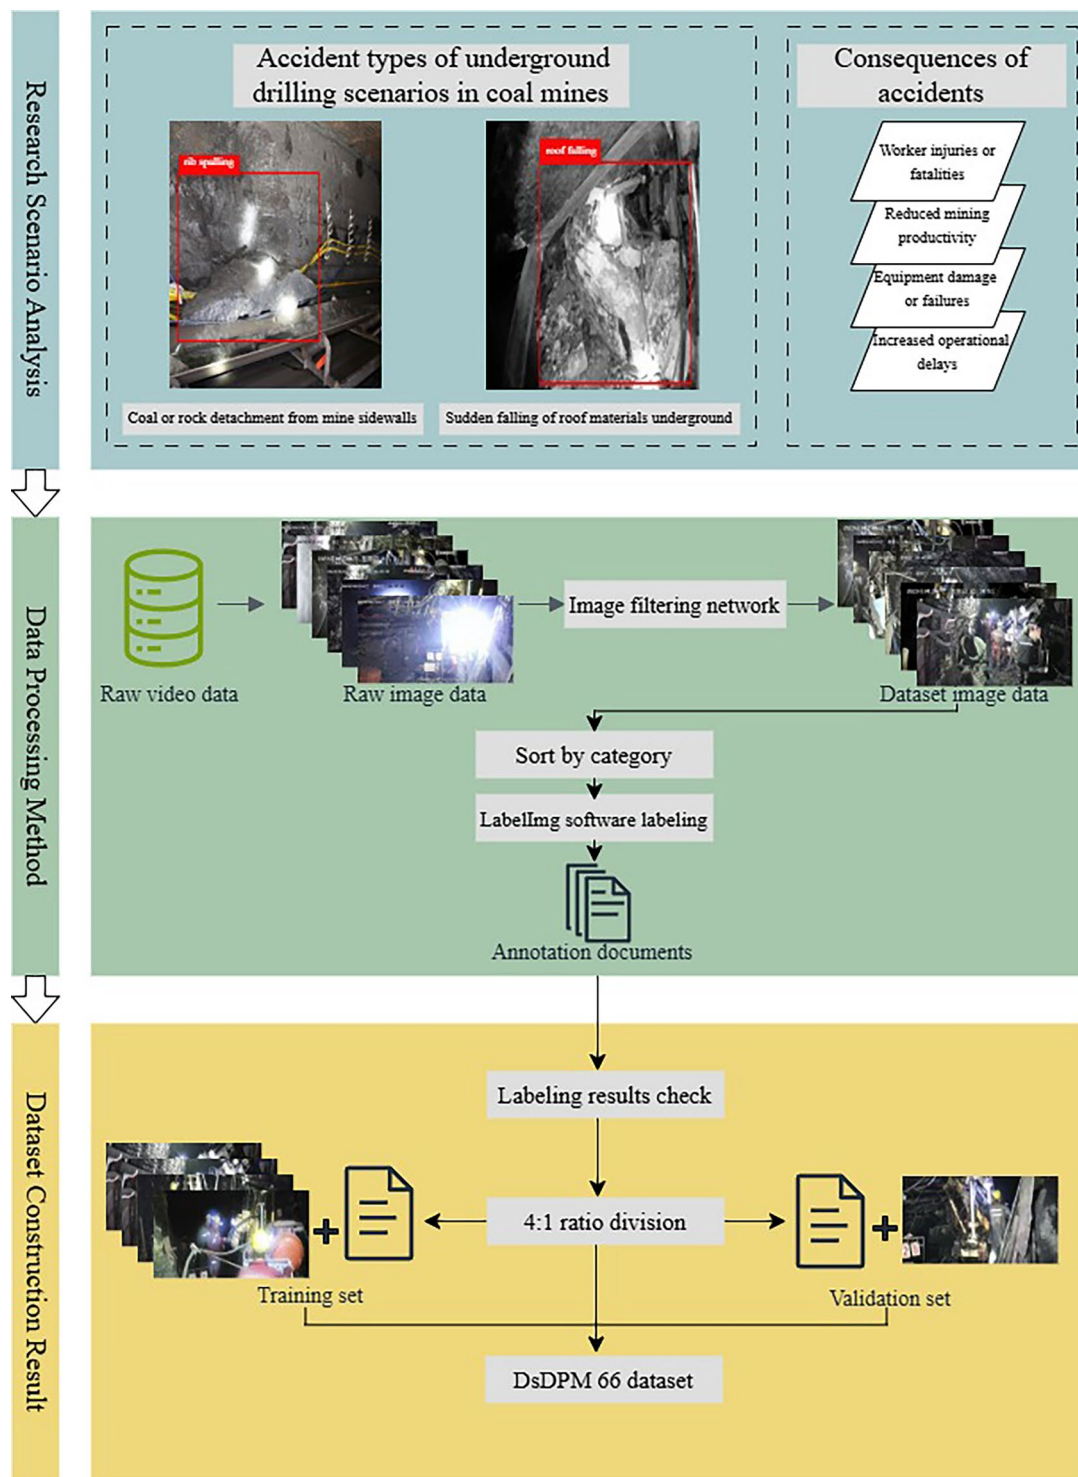 Research Scenario Analysis
Accident types of underground
drilling scenarios in coal mines
rib spalling
roof falling
Coal or rock detachment from mine sidewalls
Sudden falling of roof materials underground
Consequences of
accidents
Worker injuries or
fatalities
Reduced mining
productivity
Equipment damage
or failures
Increased operational
delays
Data Processing Method
Raw video data
Raw image data
Image filtering network
Dataset image data
Sort by category
LabelImg software labeling
Annotation documents
Dataset Construction Result
Labeling results check
4:1 ratio division
Training set
Validation set
DsDPM 66 dataset